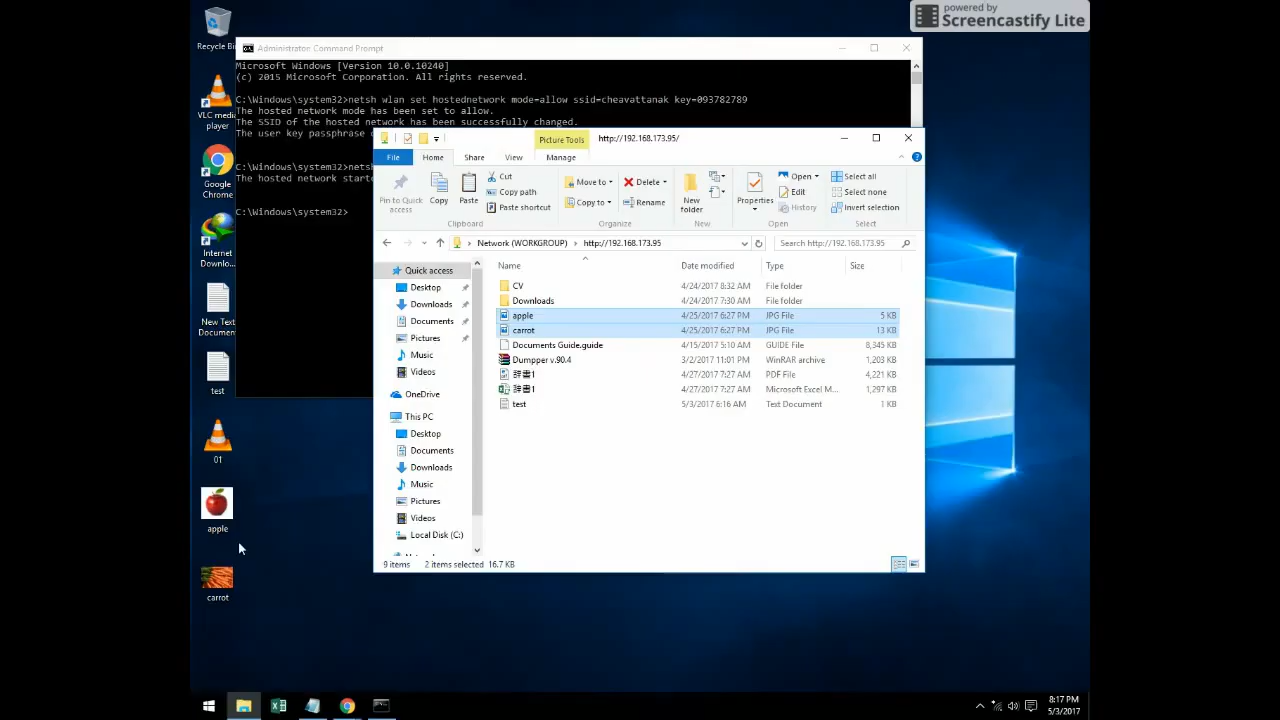 powered by
Screencastify Lite
Recycle Bi
Administrator Command Prompt
Microsoft Windows [Version 10.0.10240]
(c) 2015 Microsoft Corporation. All rights reserved.
C:\Windows\system32>netsh wlan set hostednetwork mode=allow ssid=cheavattanak key=093782789
The hosted network mode has been set to allow.
The SSID of the hosted network has been successfully changed.
The user key passphrase
C:\Windows\system32>netsh
The hosted network starte
C:\Windows\system32>
VLC media
player
Google
Chrome
Internet
Downlo...
New Text
Document
test
01
apple
carrot
Picture Tools
http://192.168.173.95/
File
Home
Share
View
Manage
Pin to Quick
access
Copy
Paste
Cut
Copy path
Paste shortcut
Clipboard
Move to
Copy to
Delete
Rename
Organize
New
folder
New
Properties
Open
Edit
History
Open
Select all
Select none
Invert selection
Select
Network (WORKGROUP)
http://192.168.173.95
Search http://192.168.173.95
Quick access
Desktop
Downloads
Documents
Pictures
Music
Videos
OneDrive
This PC
Desktop
Documents
Downloads
Music
Pictures
Videos
Local Disk (C:)
Name Date modified Type Size
CV 4/24/2017 8:32 AM File folder
Downloads 4/24/2017 7:30 AM File folder
apple 4/25/2017 6:27 PM JPG File 5 KB
carrot 4/25/2017 6:27 PM JPG File 13 KB
Documents Guide.guide 4/15/2017 5:10 AM GUIDE File 8,345 KB
Dumpper v.90.4 3/2/2017 11:01 PM WinRAR archive 1,203 KB
辞書1 4/27/2017 7:27 AM PDF File 4,221 KB
辞書1 4/27/2017 7:27 AM Microsoft Excel M... 1,297 KB
test 5/3/2017 6:16 AM Text Document 1 KB
9 items 2 items selected 16.7 KB
8:17 PM
5/3/2017